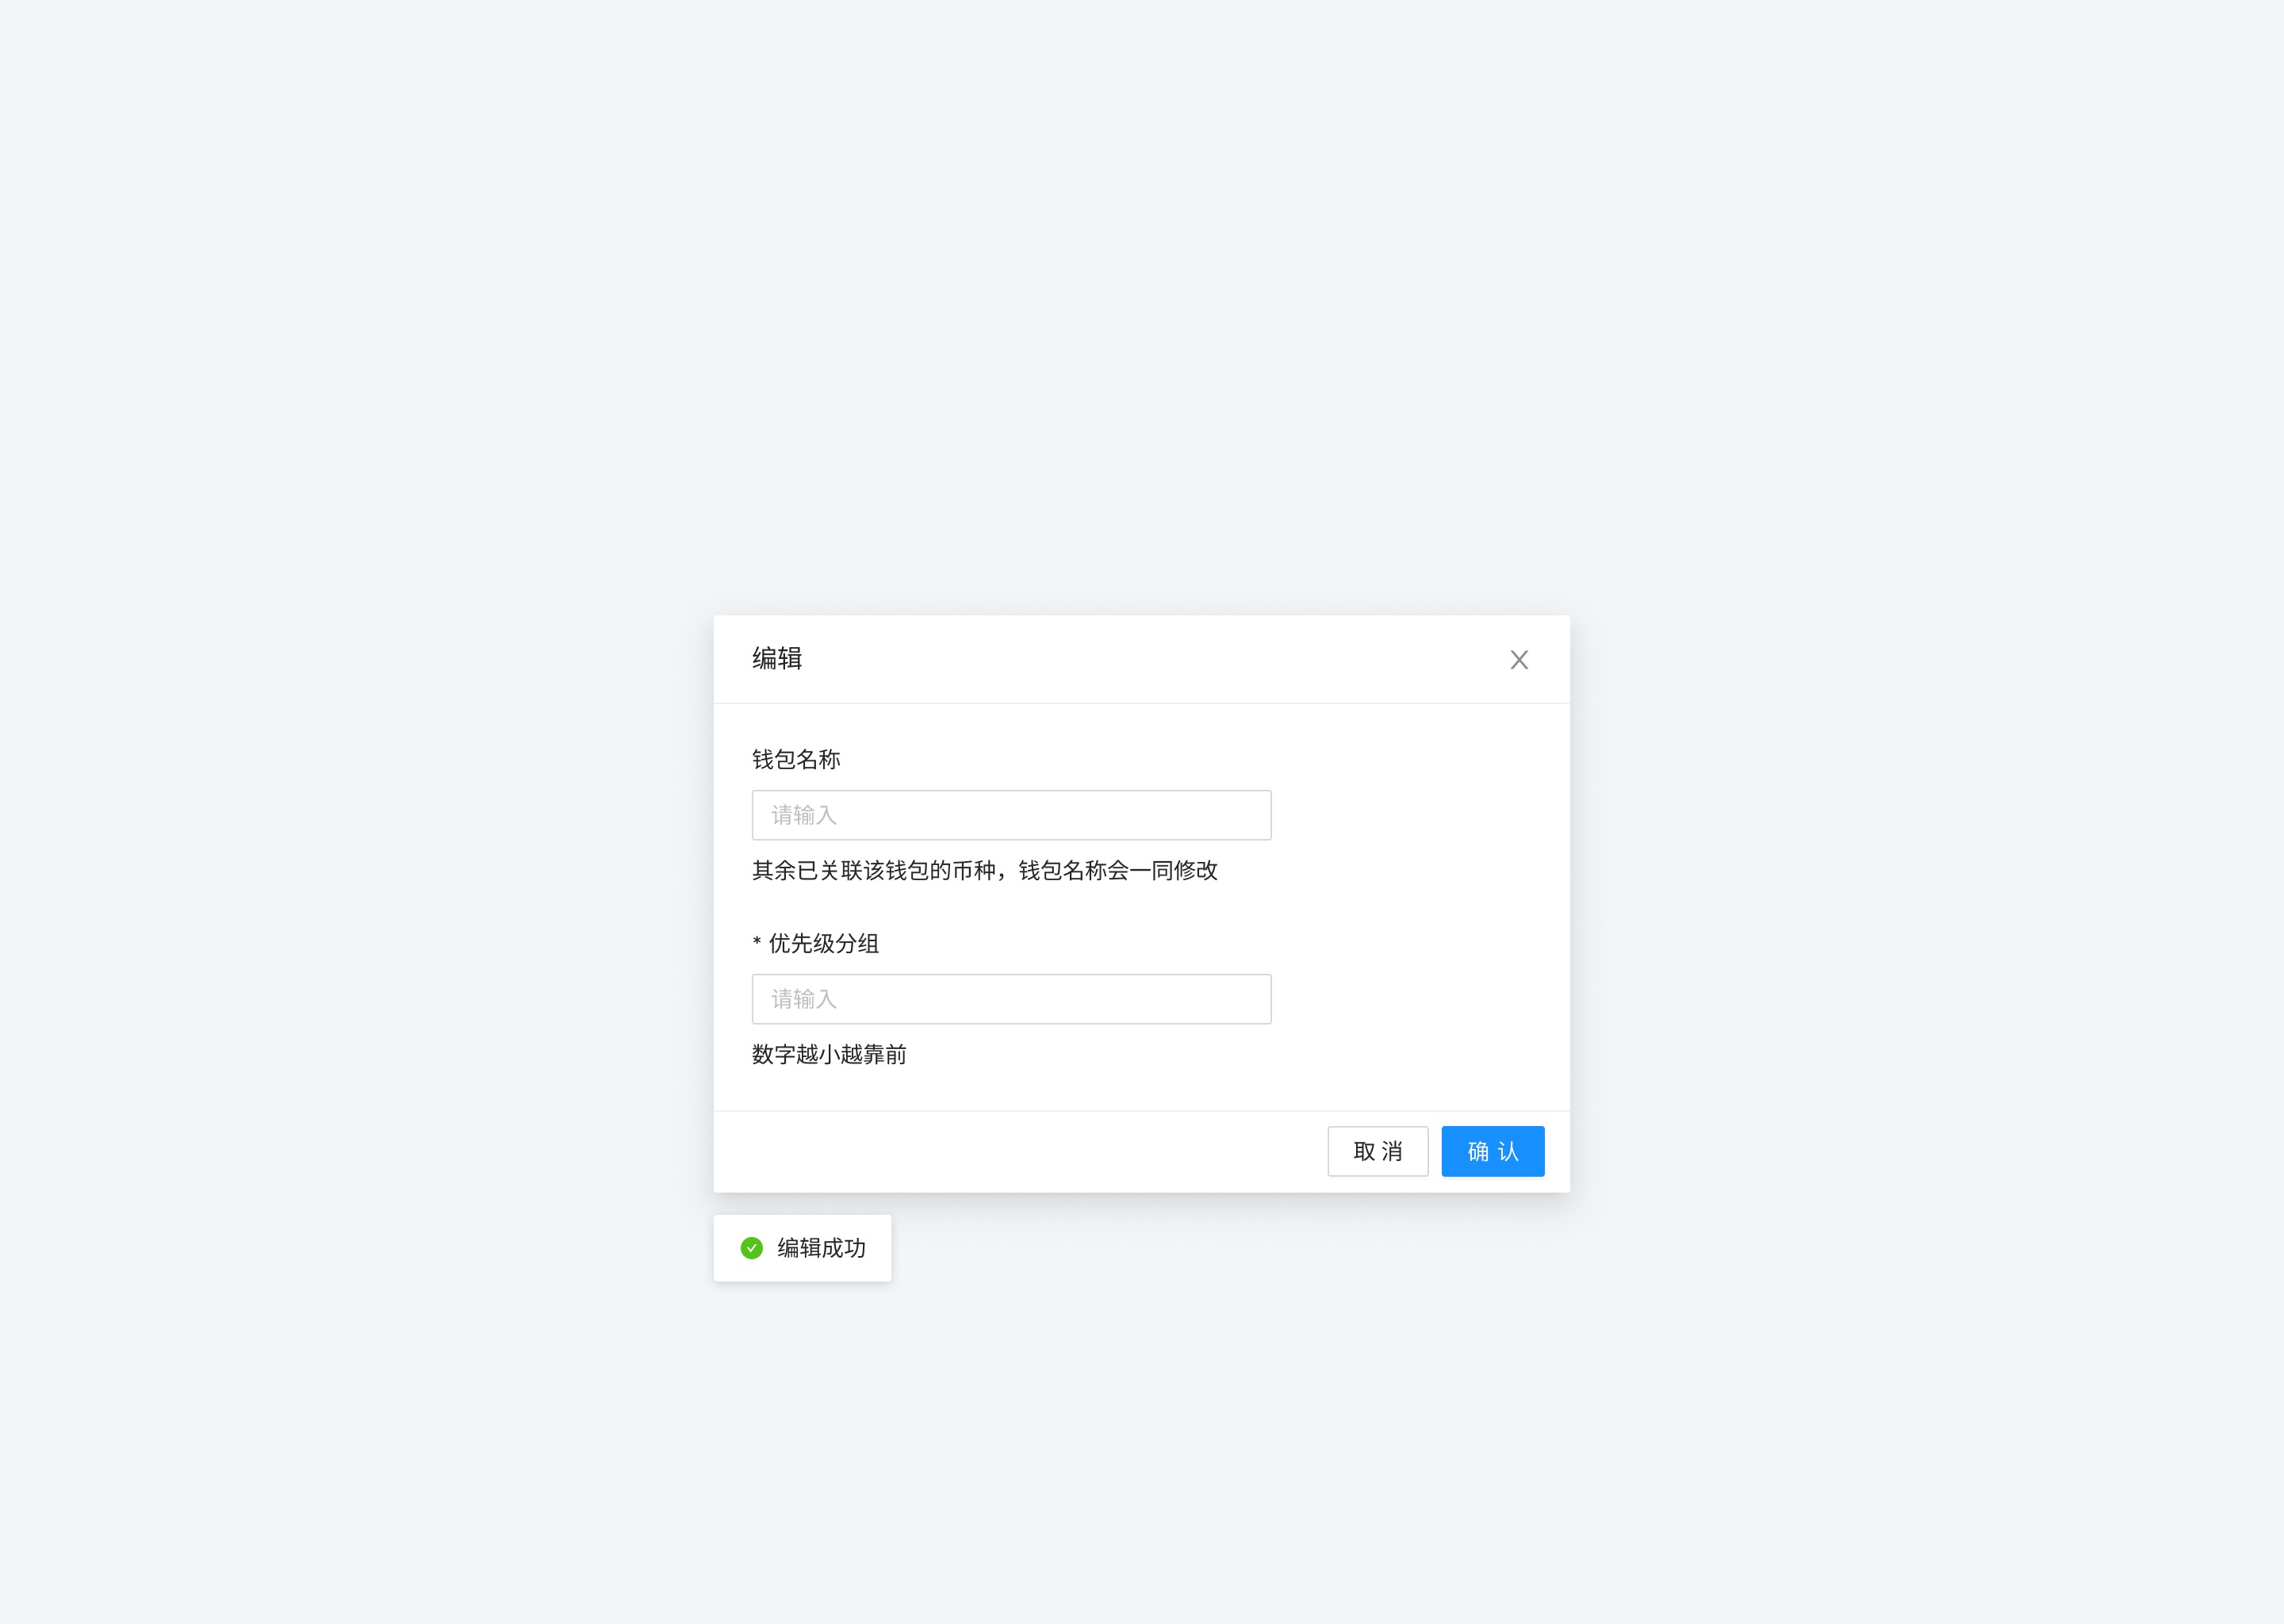 编辑
钱包名称
请输入
其余已关联该钱包的币种，钱包名称会一同修改
* 优先级分组
请输入
数字越小越靠前
取 消
确 认
编辑成功